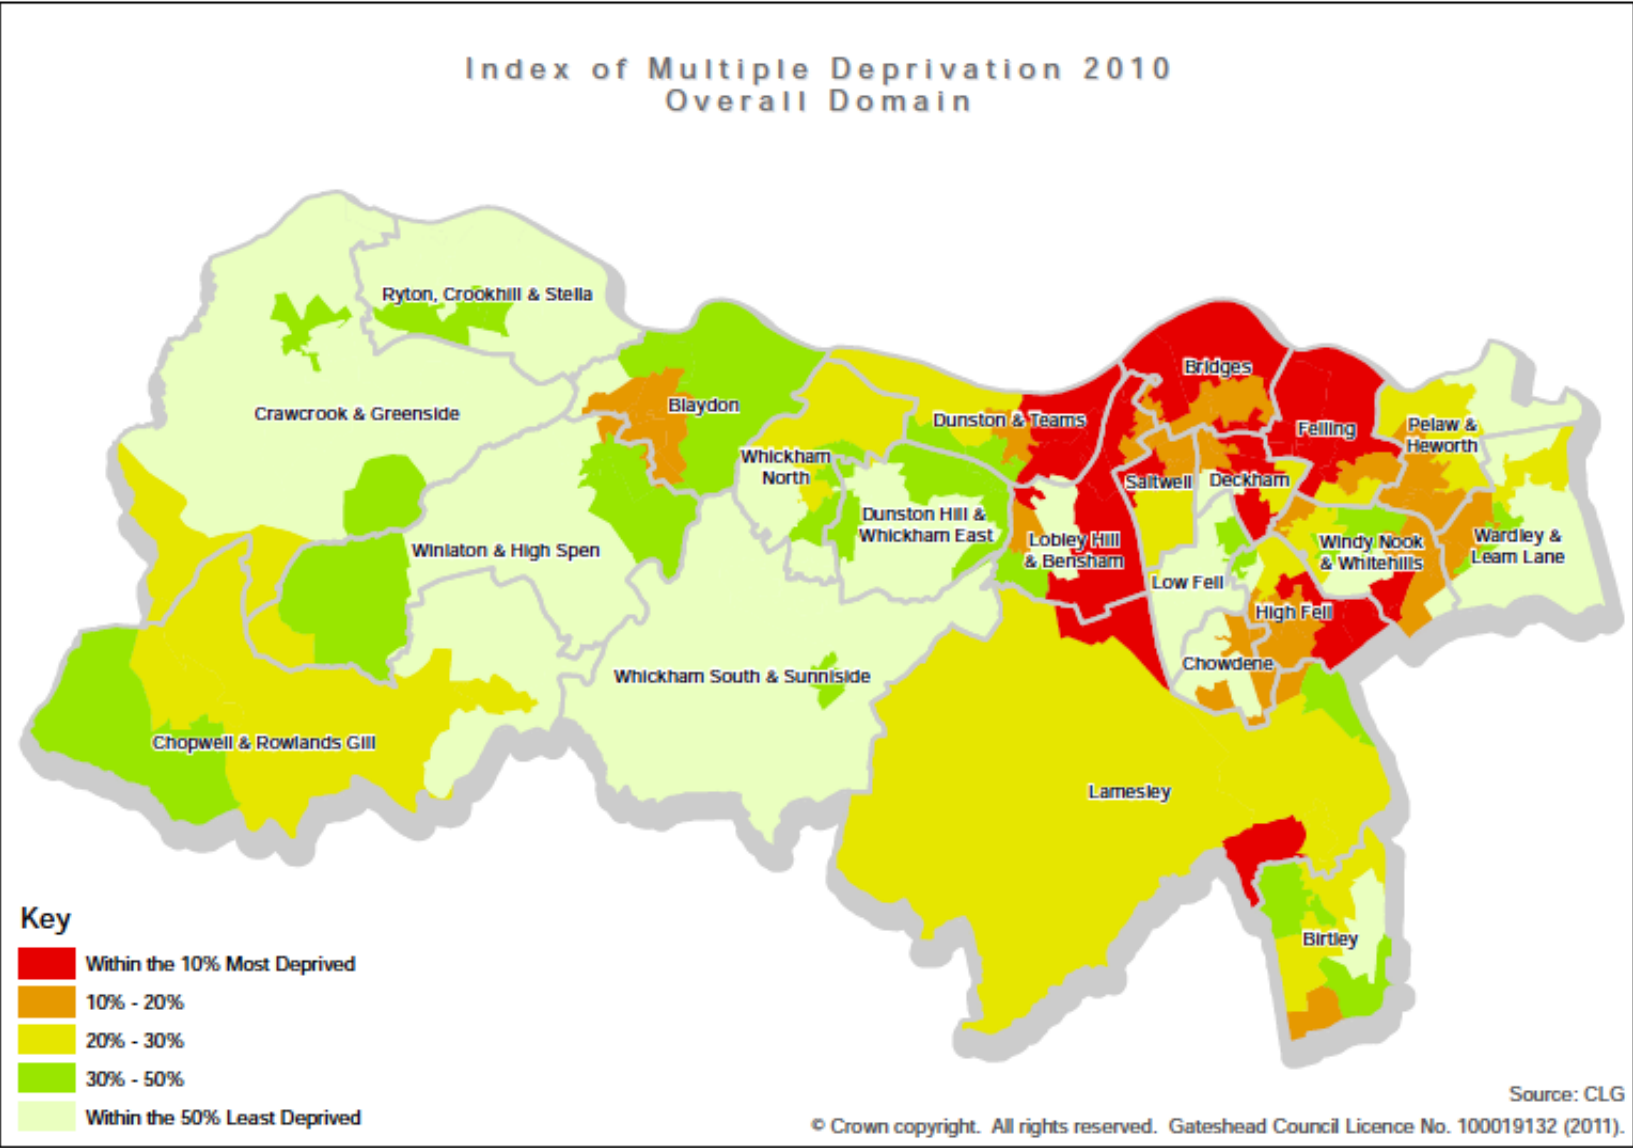 Index of Multiple Deprivation 2010
Overall Domain
Ryton, Crookhill & Stella
Bridges
Blaydon
Crawcrook & Greenside
Dunston & Teams
Felling
Pelaw &
Heworth
Whickham
North
Saltwell
Deckham
Dunston Hill &
Whickham East
Winlaton & High Spen
Lobley Hill
& Bensham
Windy Nook
& Whitehills
Wardley &
Leam Lane
Low Fell
High Fell
Chowdene
Whickham South & Sunniside
Chopwell & Rowlands Gill
Lamesley
Birtley
Key
Within the 10% Most Deprived
10% - 20%
20% - 30%
30% - 50%
Within the 50% Least Deprived
Source: CLG
© Crown copyright. All rights reserved. Gateshead Council Licence No. 100019132 (2011).